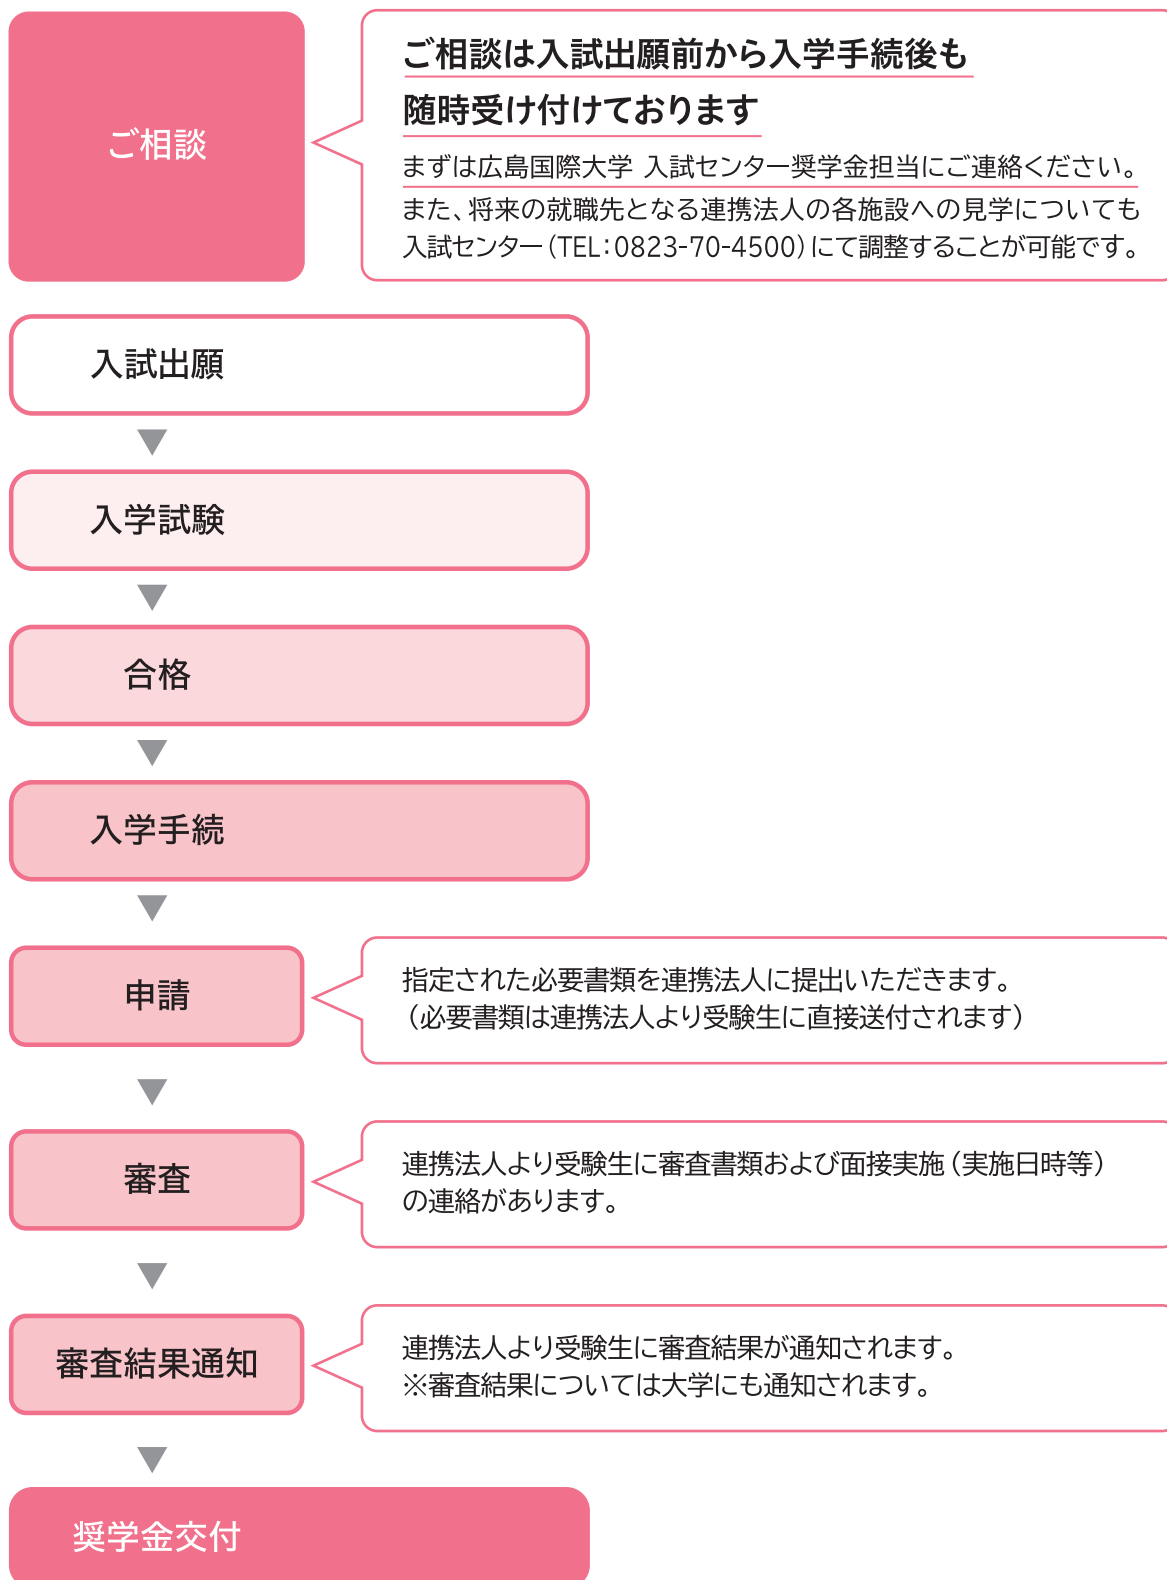 ご相談
ご相談は入試出願前から入学手続後も
随時受け付けております
まずは広島国際大学 入試センター奨学金担当にご連絡ください。
また、将来の就職先となる連携法人の各施設への見学についても
入試センター（TEL：0823-70-4500）にて調整することが可能です。
入試出願
▼
入学試験
▼
合格
▼
入学手続
▼
申請
指定された必要書類を連携法人に提出いただきます。
（必要書類は連携法人より受験生に直接送付されます）
▼
審査
連携法人より受験生に審査書類および面接実施（実施日時等）
の連絡があります。
▼
審査結果通知
連携法人より受験生に審査結果が通知されます。
※審査結果については大学にも通知されます。
▼
奨学金交付